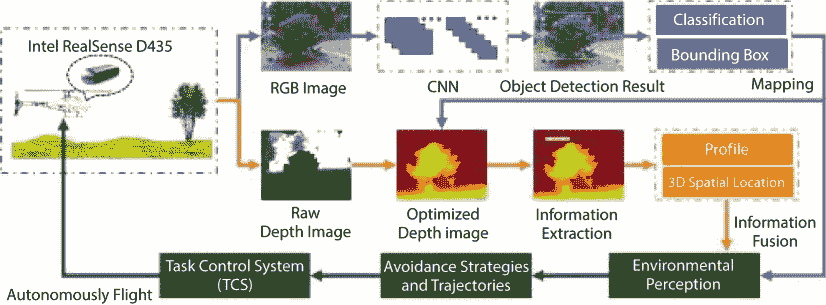 Intel RealSense D435
RGB Image
CNN
Object Detection Result
Classification
Bounding Box
Mapping
Raw
Depth Image
Optimized
Depth image
Information
Extraction
Profile
3D Spatial Location
Information
Fusion
Autonomously Flight
Task Control System
(TCS)
Avoidance Strategies
and Trajectories
Environmental
Perception